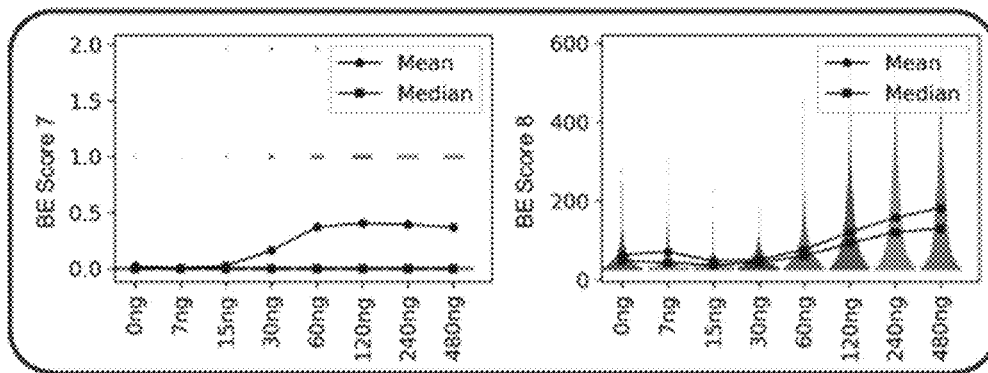 2.0
1.5
1.0
0.5
0.0
BE Score 7
Mean
Median
0ng
7ng
15ng
30ng
60ng
120ng
240ng
480ng
600
400
200
0
BE Score 8
Mean
Median
0ng
7ng
15ng
30ng
60ng
120ng
240ng
480ng